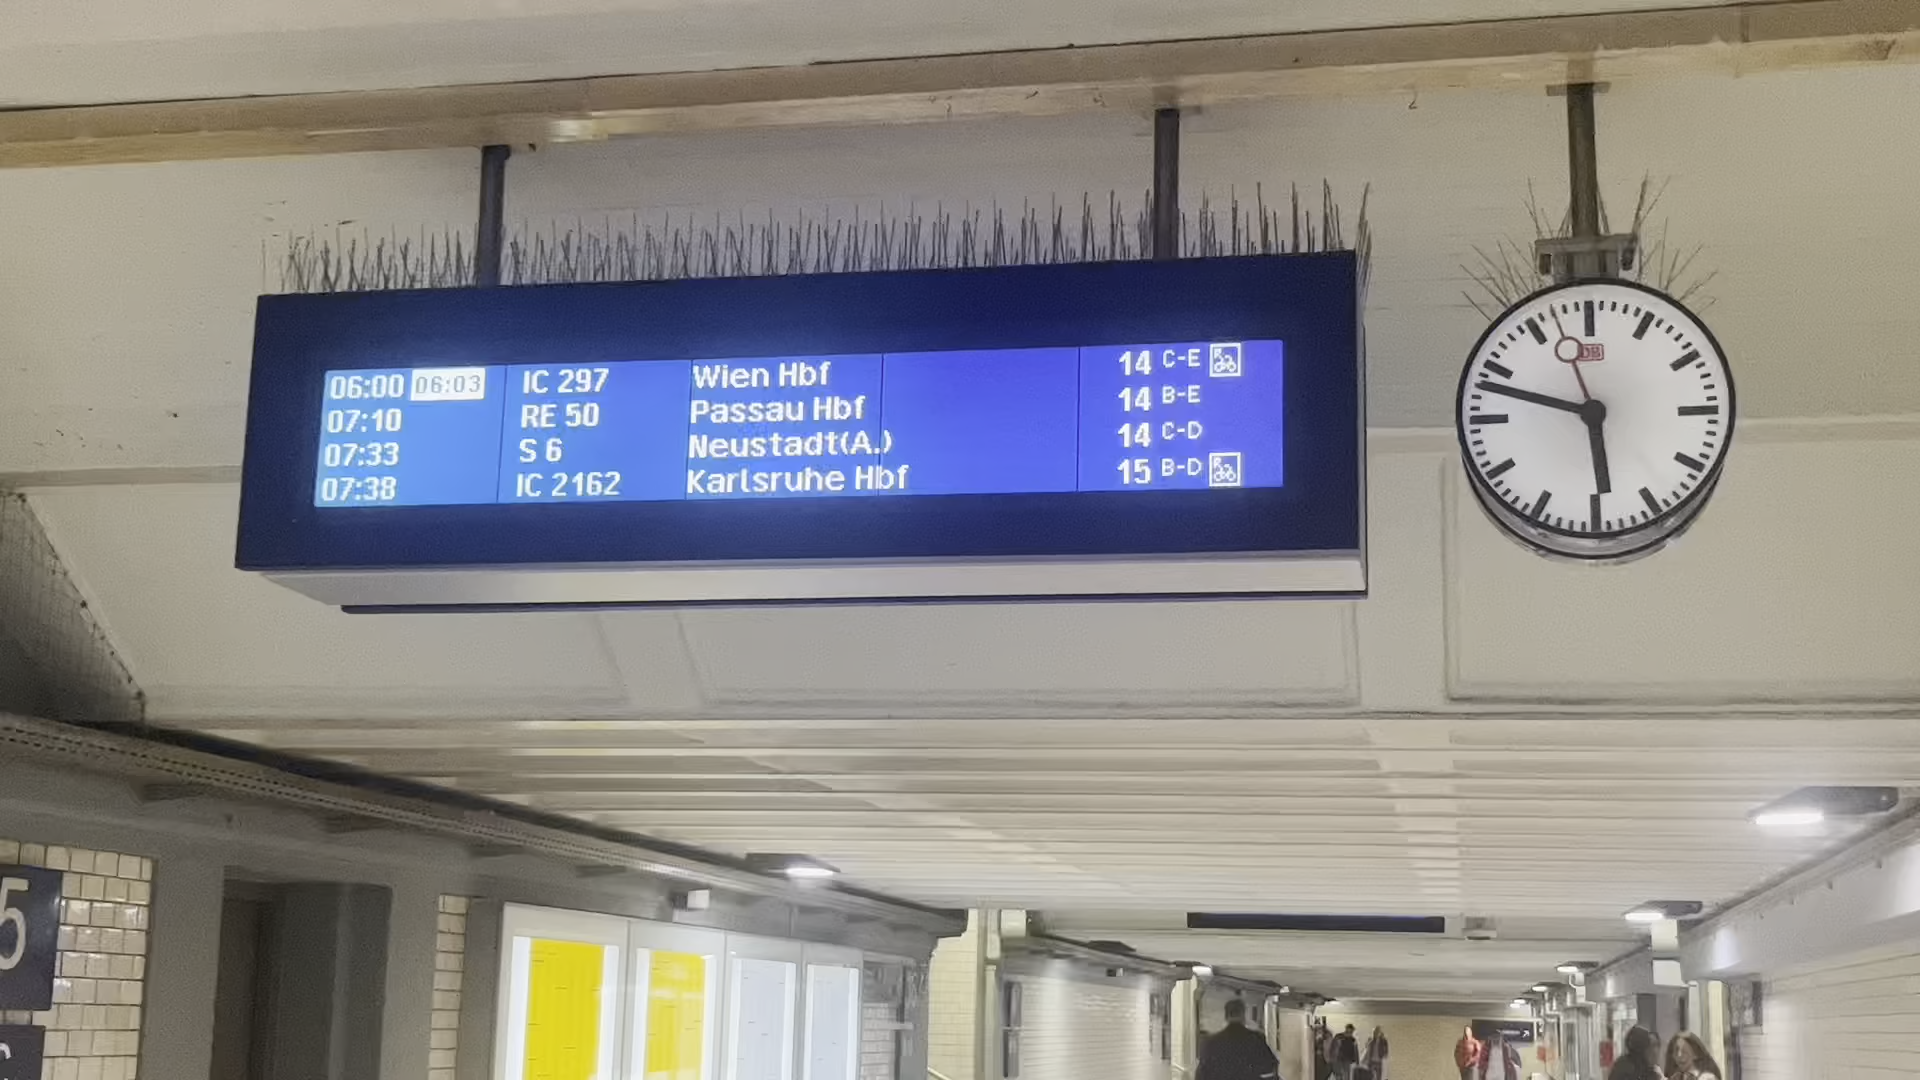 06:00 06:03 IC 297 Wien Hbf 14 C-E
07:10 RE 50 Passau Hbf 14 B-E
07:33 S 6 Neustadt(A.) 14 C-D
07:38 IC 2162 Karlsruhe Hbf 15 B-D
DB
5